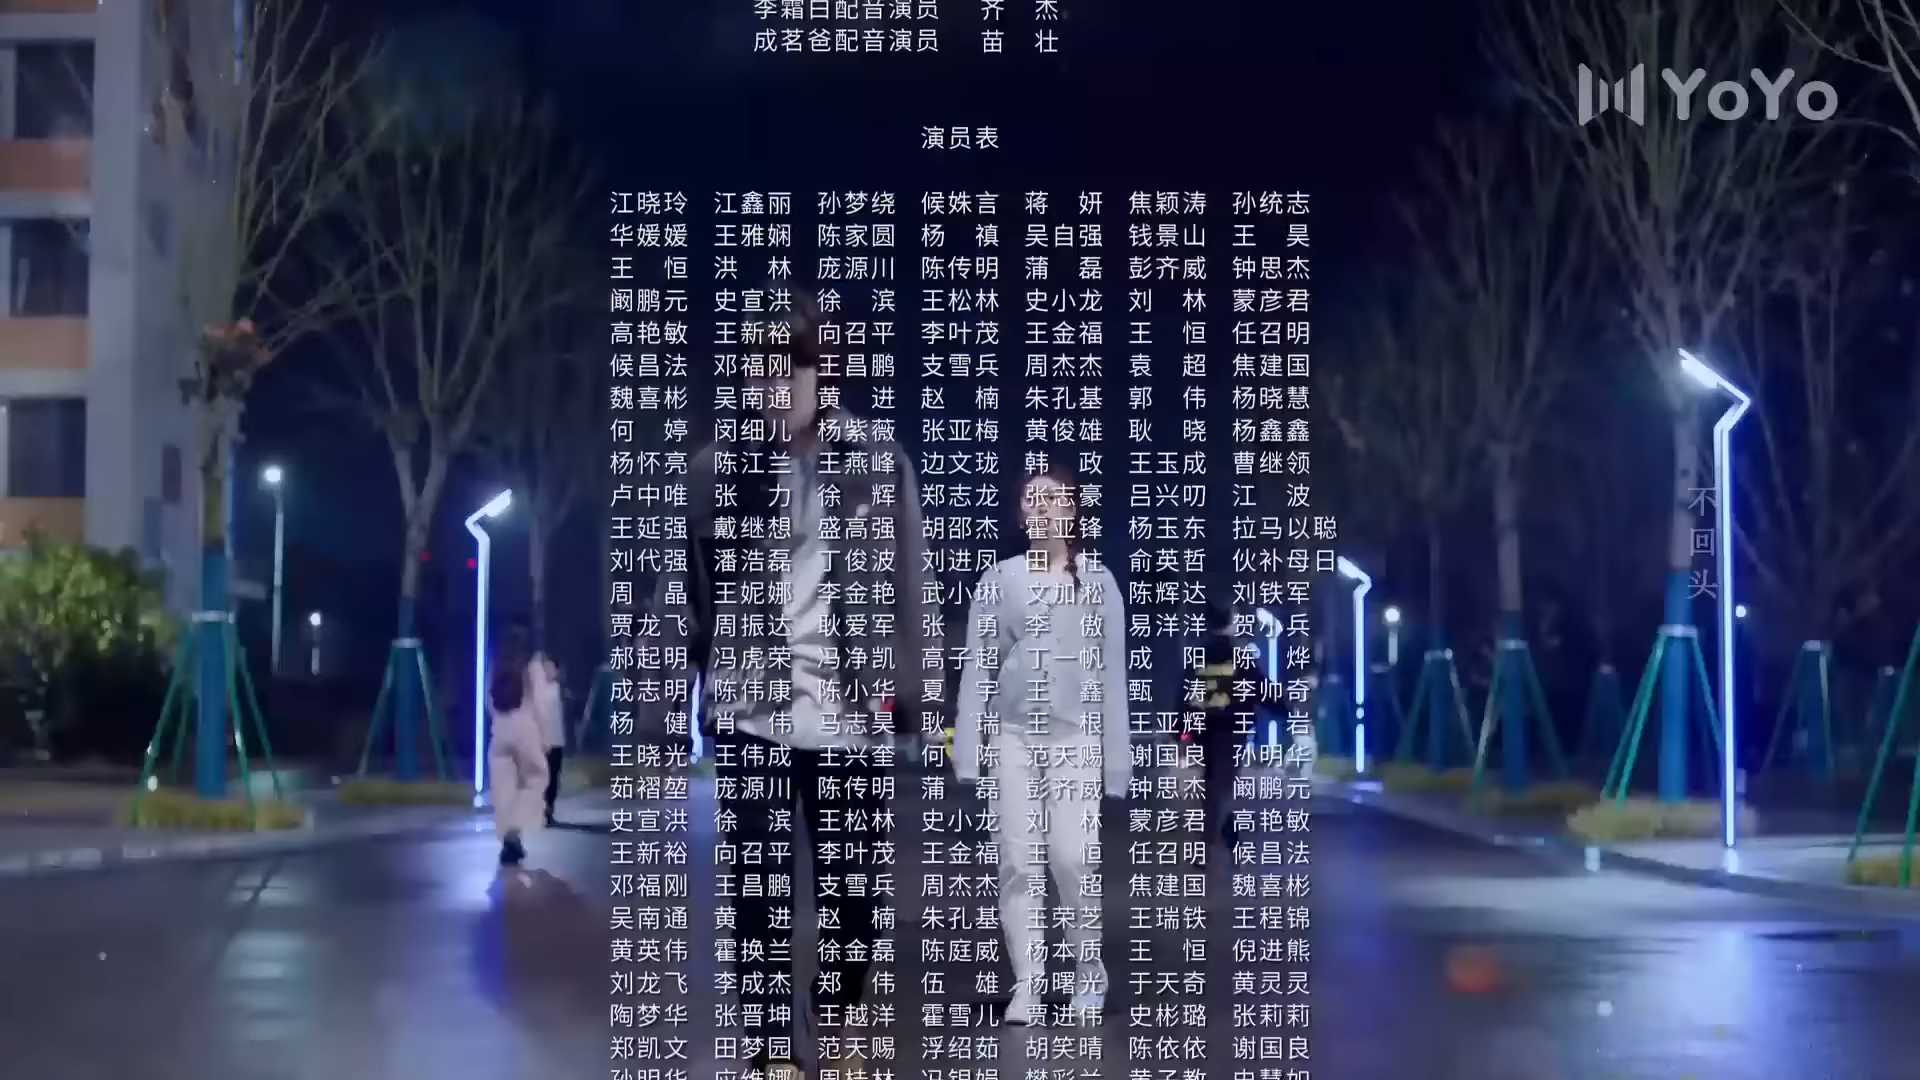 李霜白配音演员 齐 杰
成茗爸配音演员 苗 壮
YoYo
演员表
江晓玲 江鑫丽 孙梦绕 候姝言 蒋 妍 焦颖涛 孙统志
华媛媛 王雅娴 陈家圆 杨 禛 吴自强 钱景山 王 昊
王 恒 洪 林 庞源川 陈传明 蒲 磊 彭齐威 钟思杰
阚鹏元 史宣洪 徐 滨 王松林 史小龙 刘 林 蒙彦君
高艳敏 王新裕 向召平 李叶茂 王金福 王 恒 任召明
候昌法 邓福刚 王昌鹏 支雪兵 周杰杰 袁 超 焦建国
魏喜彬 吴南通 黄 进 赵 楠 朱孔基 郭 伟 杨晓慧
何 婷 闵细儿 杨紫薇 张亚梅 黄俊雄 耿 晓 杨鑫鑫
杨怀亮 陈江兰 王燕峰 边文珑 韩 政 王玉成 曹继领
卢中唯 张 力 徐 辉 郑志龙 张志豪 吕兴叨 江 波
王延强 戴继想 盛高强 胡邵杰 霍亚锋 杨玉东 拉马以聪
刘代强 潘浩磊 丁俊波 刘进凤 田 柱 俞英哲 伙补母日
周 晶 王妮娜 李金艳 武小琳 文加淞 陈辉达 刘铁军
贾龙飞 周振达 耿爱军 张 勇 李 傲 易洋洋 贺小兵
郝起明 冯虎荣 冯净凯 高子超 丁一帆 成 阳 陈 烨
成志明 陈伟康 陈小华 夏 宇 王 鑫 甄 涛 李帅奇
杨 健 肖 伟 马志昊 耿 瑞 王 根 王亚辉 王 岩
王晓光 王伟成 王兴奎 何 陈 范天赐 谢国良 孙明华
茹褶堃 庞源川 陈传明 蒲 磊 彭齐威 钟思杰 阚鹏元
史宣洪 徐 滨 王松林 史小龙 刘 林 蒙彦君 高艳敏
王新裕 向召平 李叶茂 王金福 王 恒 任召明 候昌法
邓福刚 王昌鹏 支雪兵 周杰杰 袁 超 焦建国 魏喜彬
吴南通 黄 进 赵 楠 朱孔基 王荣芝 王瑞铁 王程锦
黄英伟 霍换兰 徐金磊 陈庭威 杨本质 王 恒 倪进熊
刘龙飞 李成杰 郑 伟 伍 雄 杨曙光 于天奇 黄灵灵
陶梦华 张晋坤 王越洋 霍雪儿 贾进伟 史彬璐 张莉莉
郑凯文 田梦园 范天赐 浮绍茹 胡笑晴 陈依依 谢国良
孙明华 应维娜 周桂林
不回头